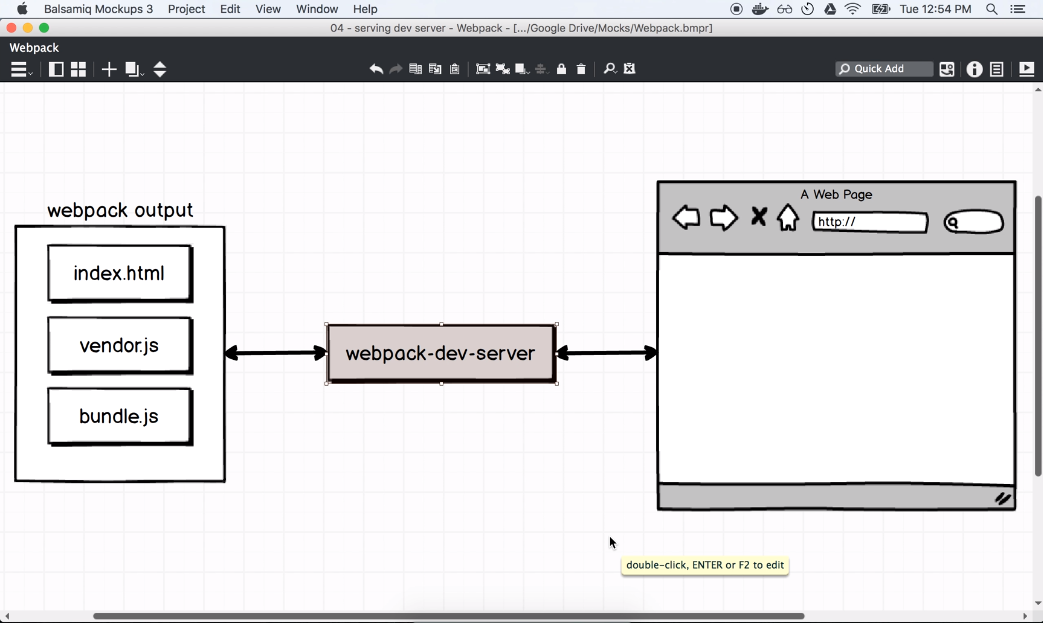 Balsamiq Mockups 3 Project Edit View Window Help Tue 12:54 PM
04 - serving dev server - Webpack - [.../Google Drive/Mocks/Webpack.bmpr]
Webpack
Quick Add
A Web Page
http://
webpack output
index.html
vendor.js
bundle.js
webpack-dev-server
double-click, ENTER or F2 to edit